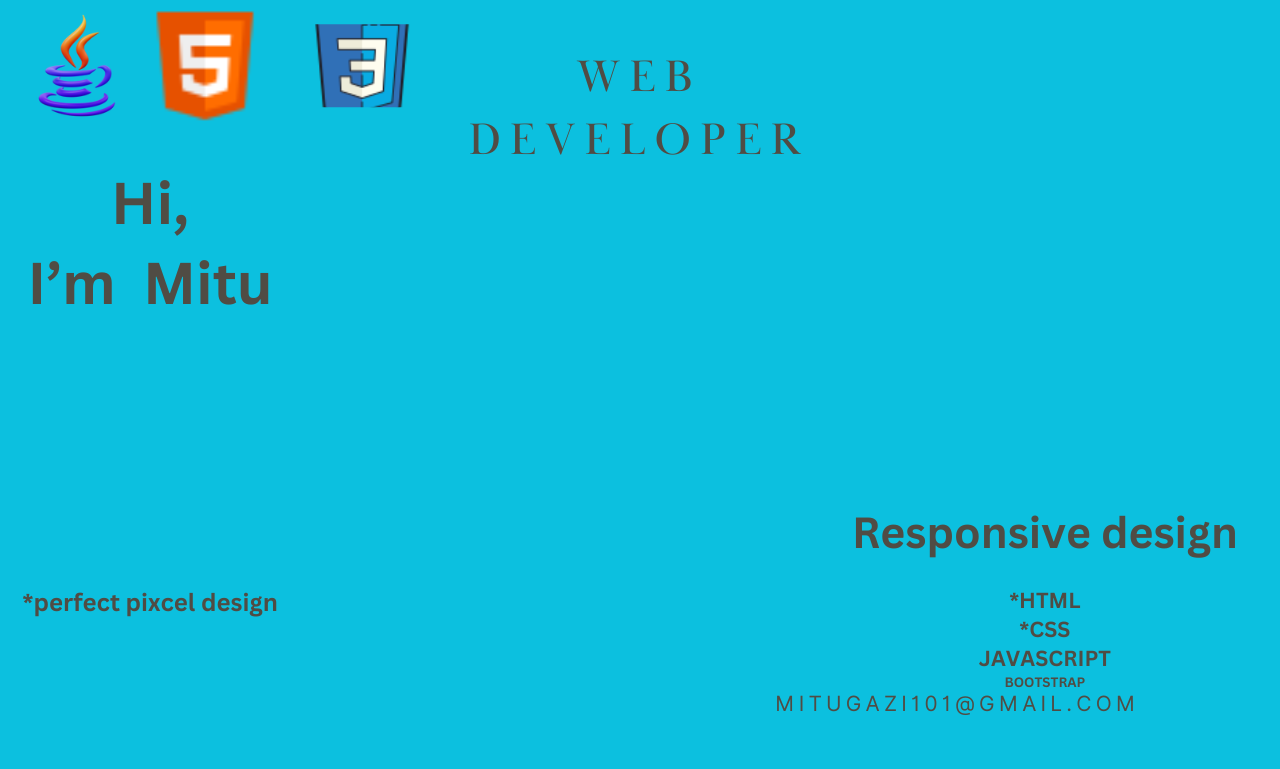 5
3
WEB
DEVELOPER
Hi,
I’m Mitu
Responsive design
*perfect pixcel design
*HTML
*CSS
JAVASCRIPT
BOOTSTRAP
MITUGAZI101@GMAIL.COM